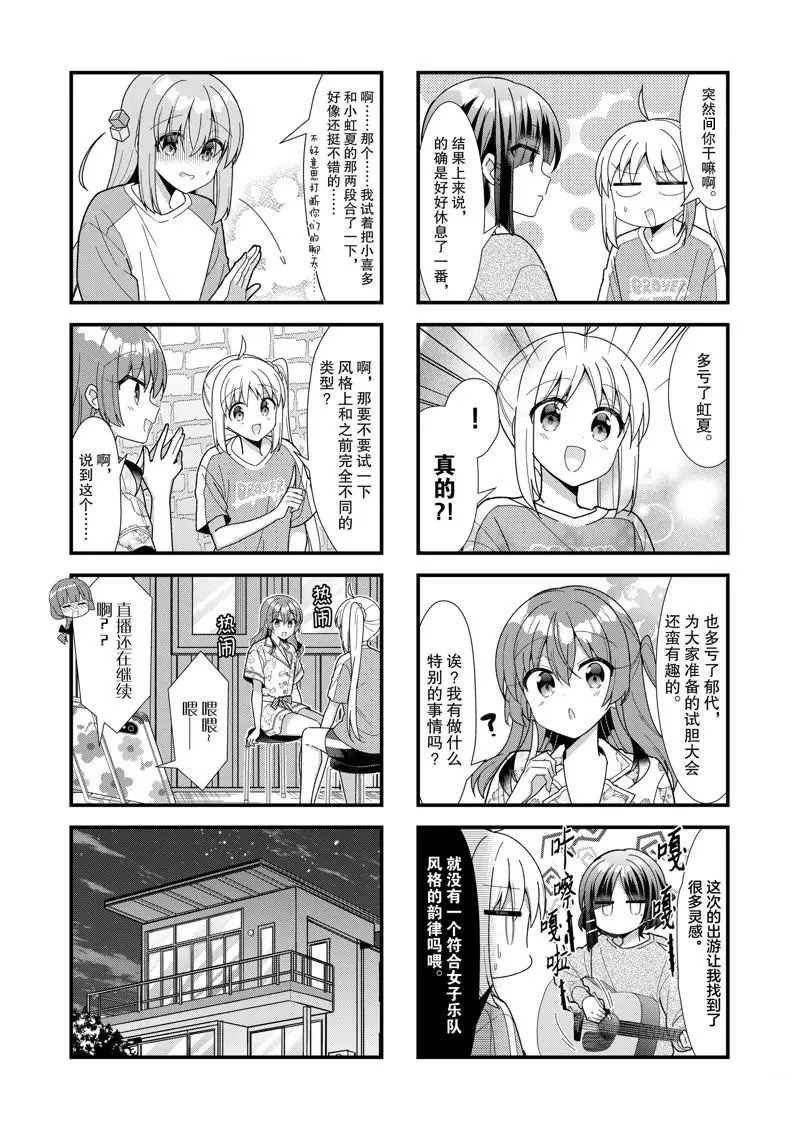 突然间你干嘛啊。
结果上来说，
的确是好好休息了一番，
多亏了虹夏。
！
真的?!
也多亏了郁代，
为大家准备的试胆大会
还蛮有趣的。
诶？我有做什么
特别的事情吗？
?
这次的出游让我找到了
很多灵感。
嘎
嘎
嘎啦
咔嚓
就没有一个符合女子乐队
风格的韵律吗喂。
啊……那个……我试着把小喜多
和小虹夏的那两段合了一下，
好像还挺不错的……
不好意思打断你们的聊天…
啊，那要不要试一下
风格上和之前完全不同的
类型？
啊，
说到这个……
热闹
热闹
喂喂~
喂——
直播还在继续
啊？？